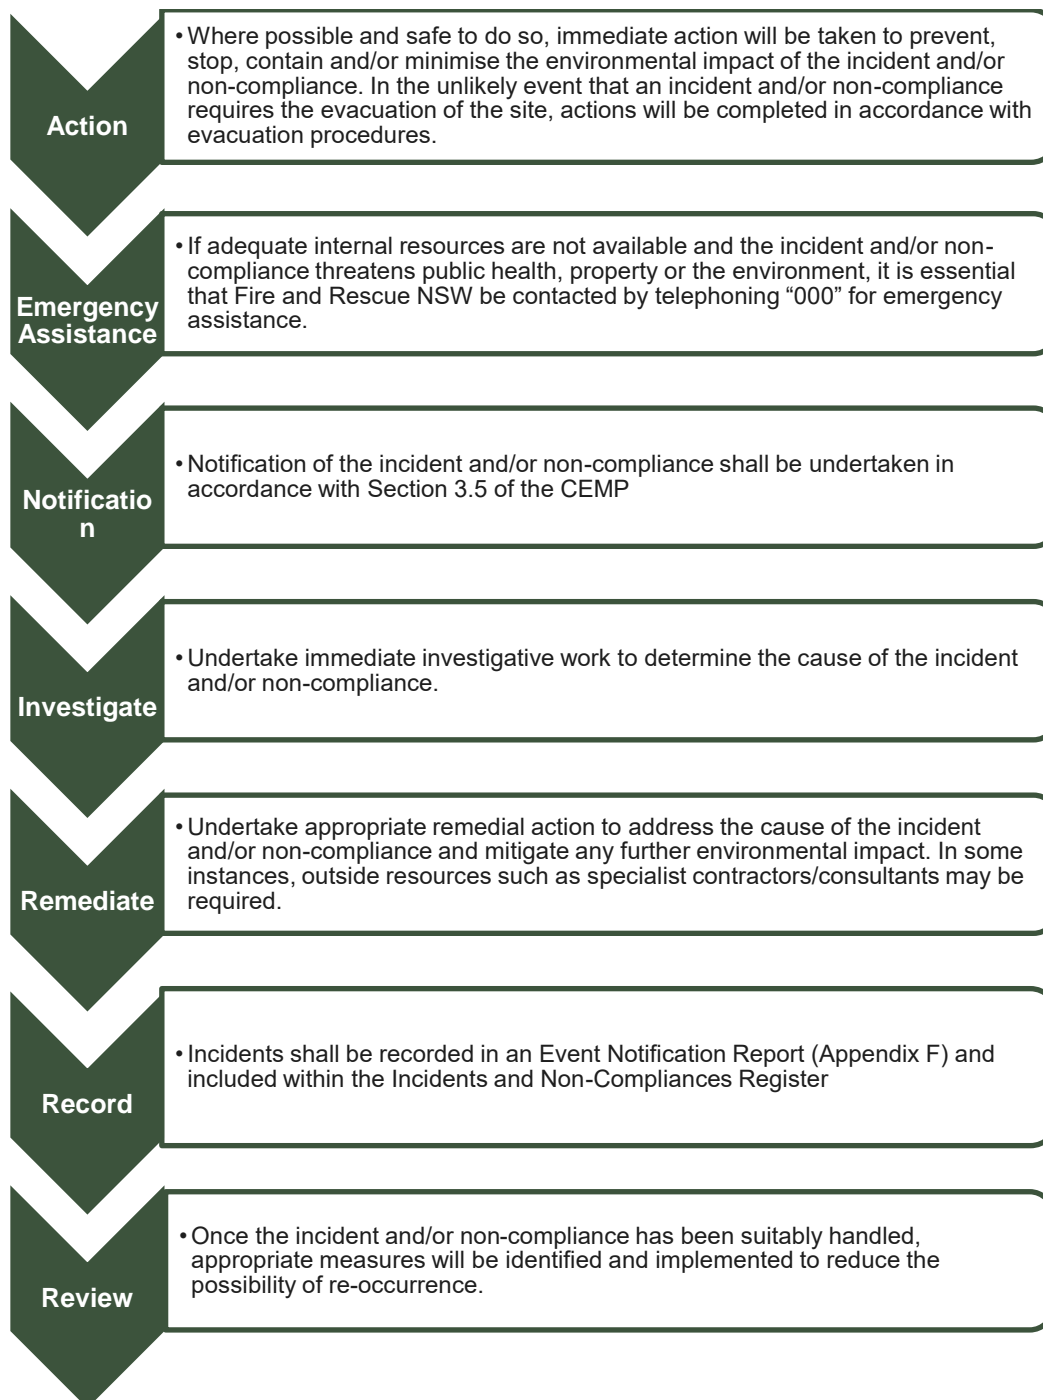 Action
• Where possible and safe to do so, immediate action will be taken to prevent,
stop, contain and/or minimise the environmental impact of the incident and/or
non-compliance. In the unlikely event that an incident and/or non-compliance
requires the evacuation of the site, actions will be completed in accordance with
evacuation procedures.
Emergency
Assistance
• If adequate internal resources are not available and the incident and/or non-
compliance threatens public health, property or the environment, it is essential
that Fire and Rescue NSW be contacted by telephoning “000” for emergency
assistance.
Notificatio
n
• Notification of the incident and/or non-compliance shall be undertaken in
accordance with Section 3.5 of the CEMP
Investigate
• Undertake immediate investigative work to determine the cause of the incident
and/or non-compliance.
Remediate
• Undertake appropriate remedial action to address the cause of the incident
and/or non-compliance and mitigate any further environmental impact. In some
instances, outside resources such as specialist contractors/consultants may be
required.
Record
• Incidents shall be recorded in an Event Notification Report (Appendix F) and
included within the Incidents and Non-Compliances Register
Review
• Once the incident and/or non-compliance has been suitably handled,
appropriate measures will be identified and implemented to reduce the
possibility of re-occurrence.